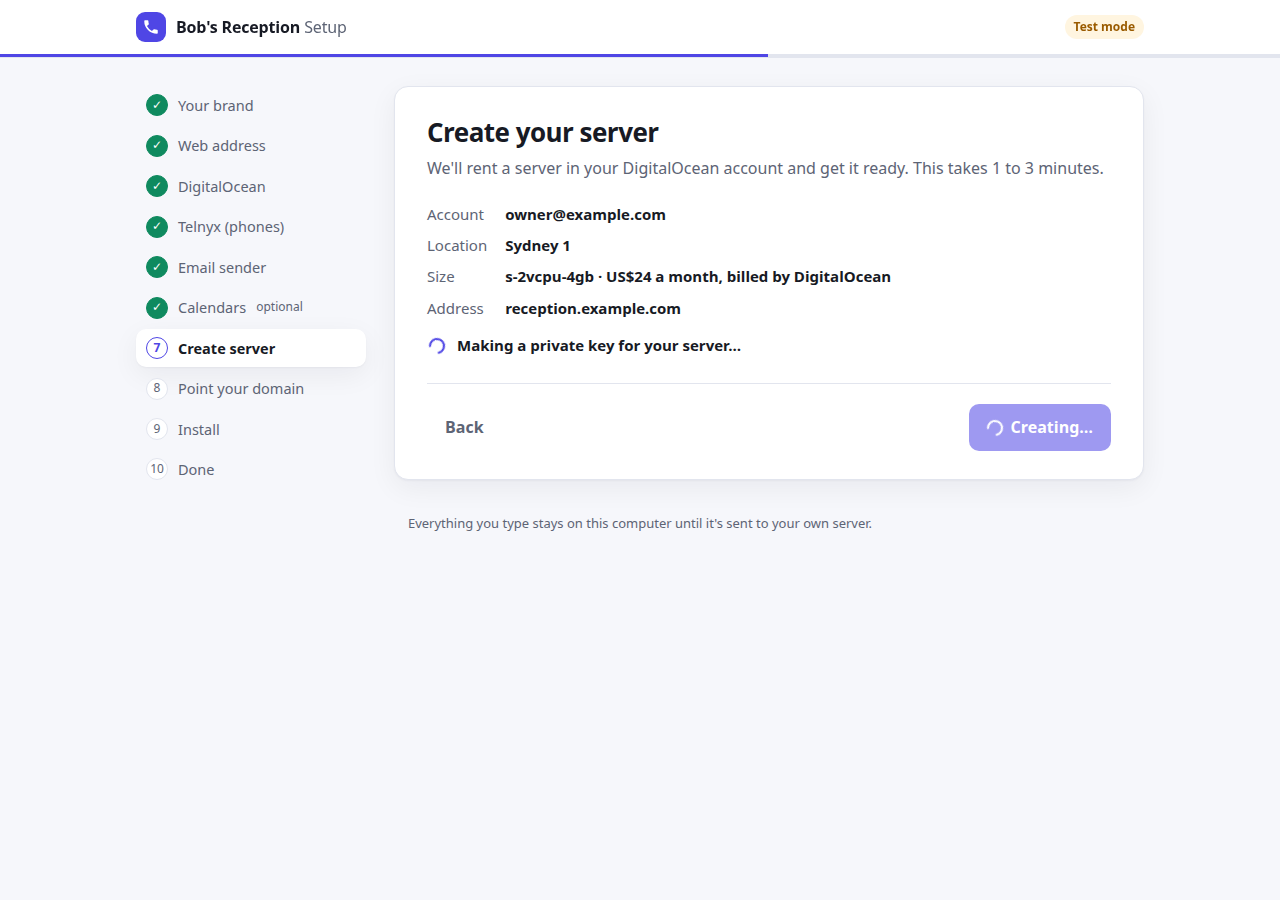 Bob's Reception Setup
Test mode
✓ Your brand
✓ Web address
✓ DigitalOcean
✓ Telnyx (phones)
✓ Email sender
✓ Calendars optional
7 Create server
8 Point your domain
9 Install
10 Done
Create your server
We'll rent a server in your DigitalOcean account and get it ready. This takes 1 to 3 minutes.
Account owner@example.com
Location Sydney 1
Size s-2vcpu-4gb · US$24 a month, billed by DigitalOcean
Address reception.example.com
Making a private key for your server...
Back
Creating...
Everything you type stays on this computer until it's sent to your own server.